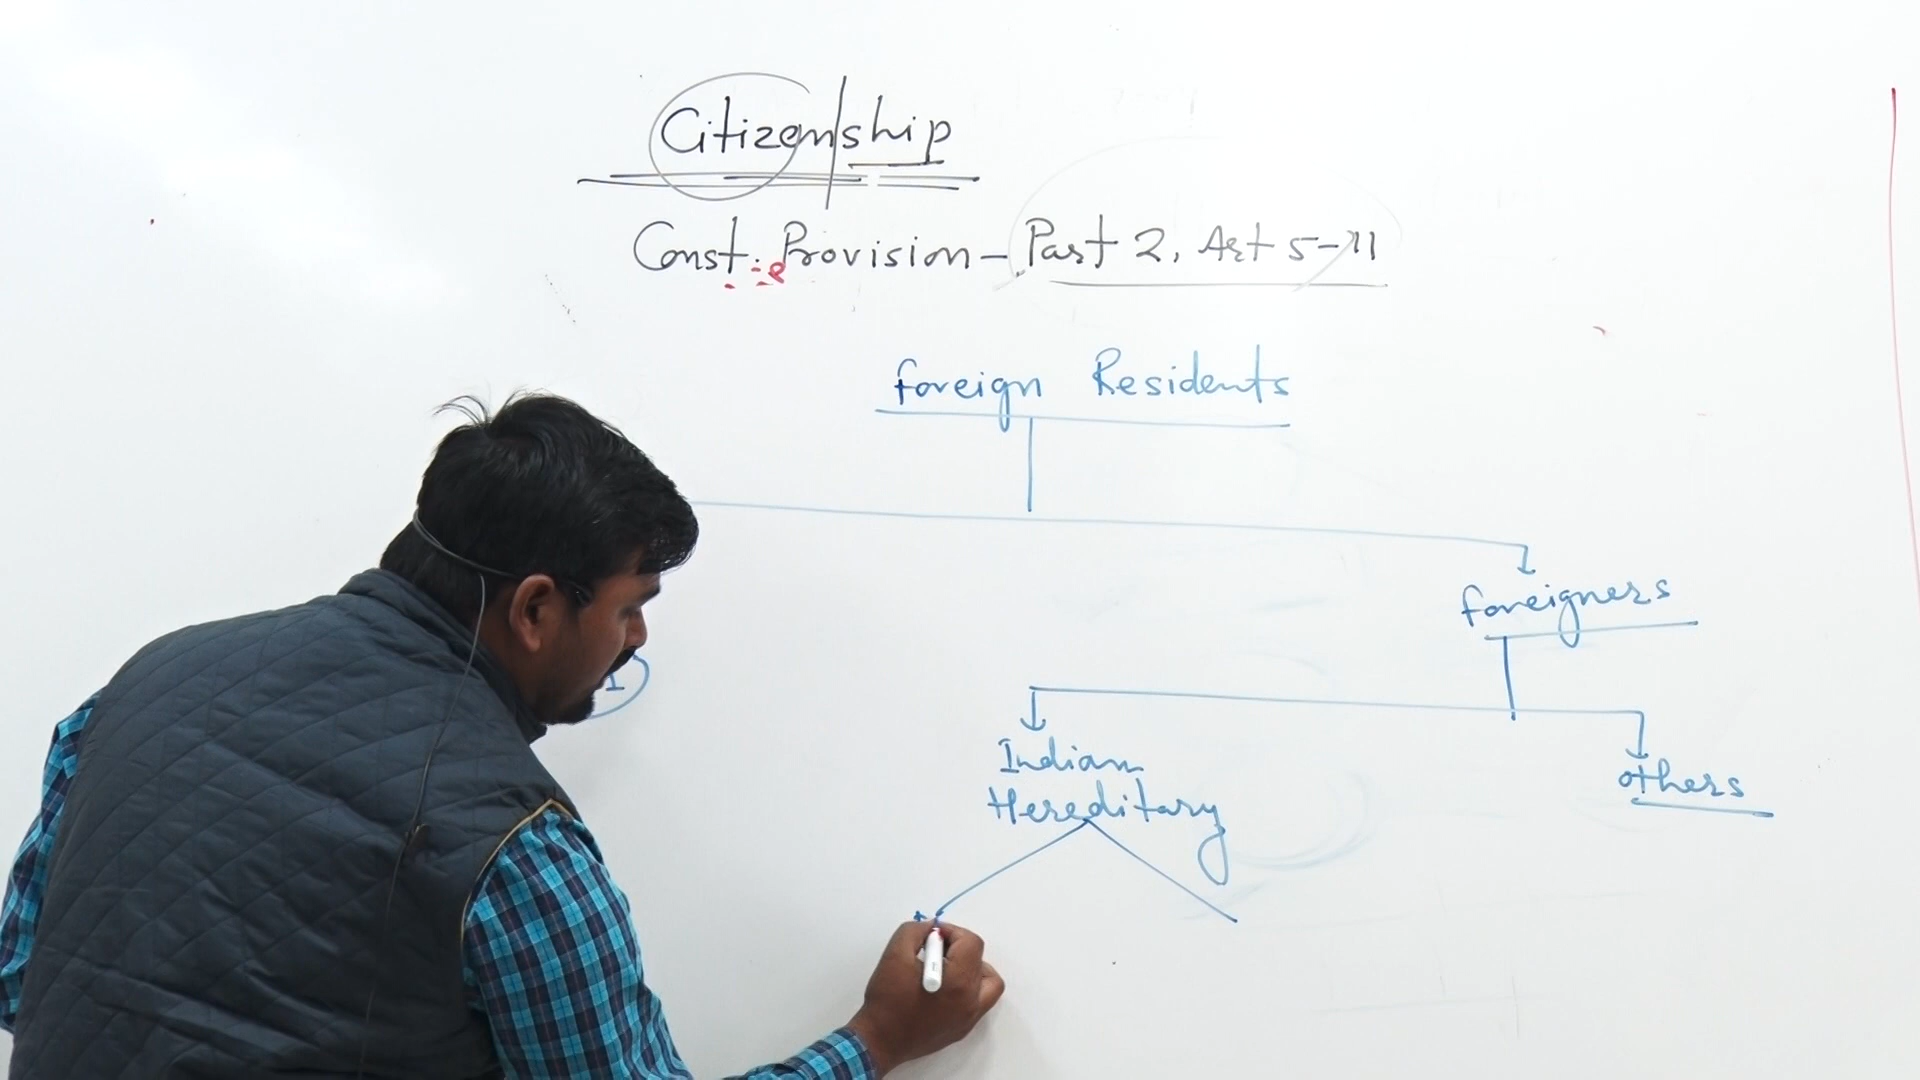 Citizenship
Const. Provision - Part 2, Art 5-11
foreign Residents
foreigners
Indian
Hereditary
others